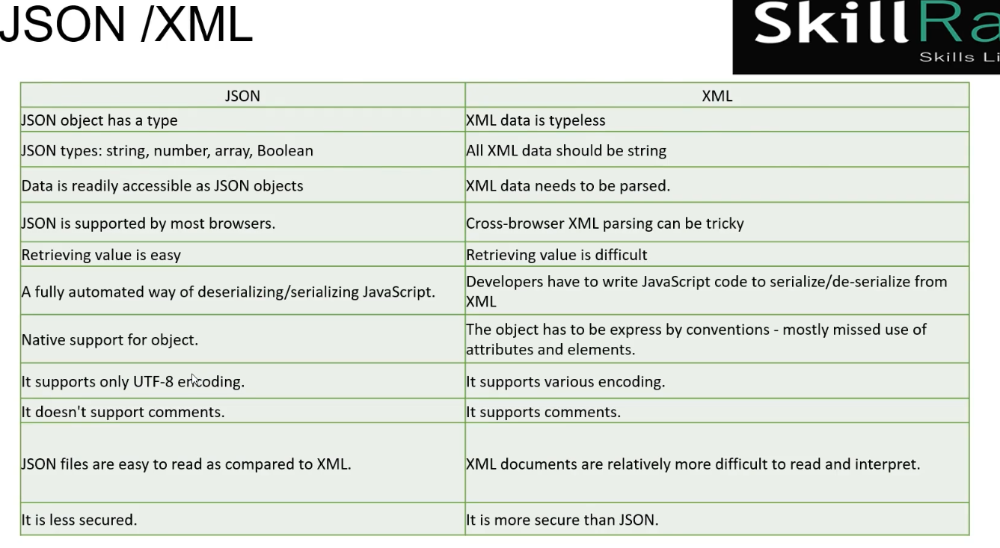 JSON /XML
SkillRa
Skills Li
JSON
XML
JSON object has a type
XML data is typeless
JSON types: string, number, array, Boolean
All XML data should be string
Data is readily accessible as JSON objects
XML data needs to be parsed.
JSON is supported by most browsers.
Cross-browser XML parsing can be tricky
Retrieving value is easy
Retrieving value is difficult
A fully automated way of deserializing/serializing JavaScript.
Developers have to write JavaScript code to serialize/de-serialize from
XML
Native support for object.
The object has to be express by conventions - mostly missed use of
attributes and elements.
It supports only UTF-8 encoding.
It supports various encoding.
It doesn't support comments.
It supports comments.
JSON files are easy to read as compared to XML.
XML documents are relatively more difficult to read and interpret.
It is less secured.
It is more secure than JSON.